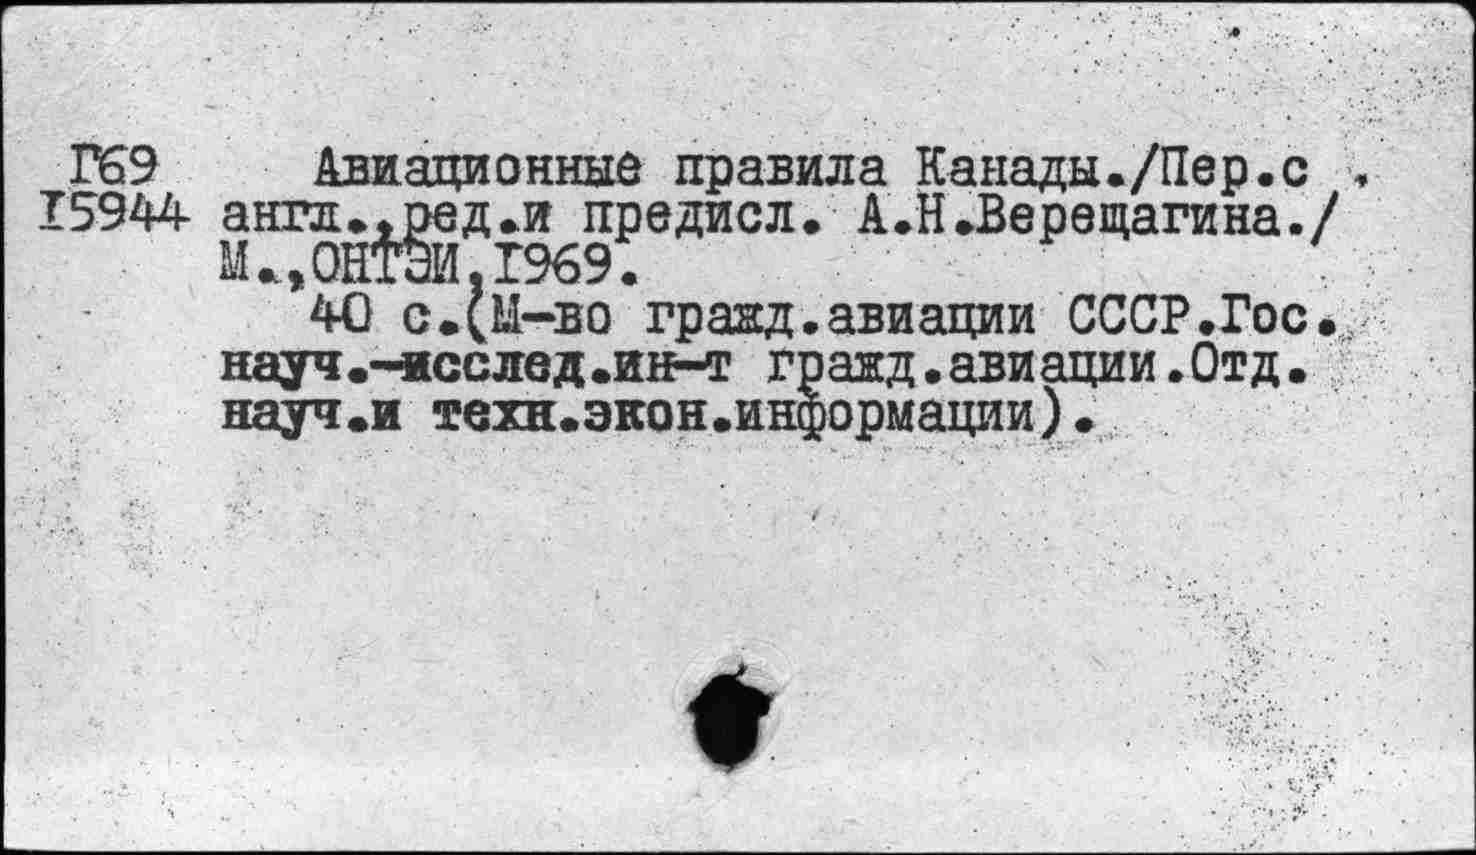 Г69 Авиационные правила Канады./Пер.с
I5944 англ.,ред.и предисл. А.Н.Верещагина./
М.,ОНТЭИ,I969.
40 с.(М-во гражд.авиации СССР.Гос.
науч.-исслед.ин-т гражд.авиации.Отд.
науч.и техн.экон.информации).